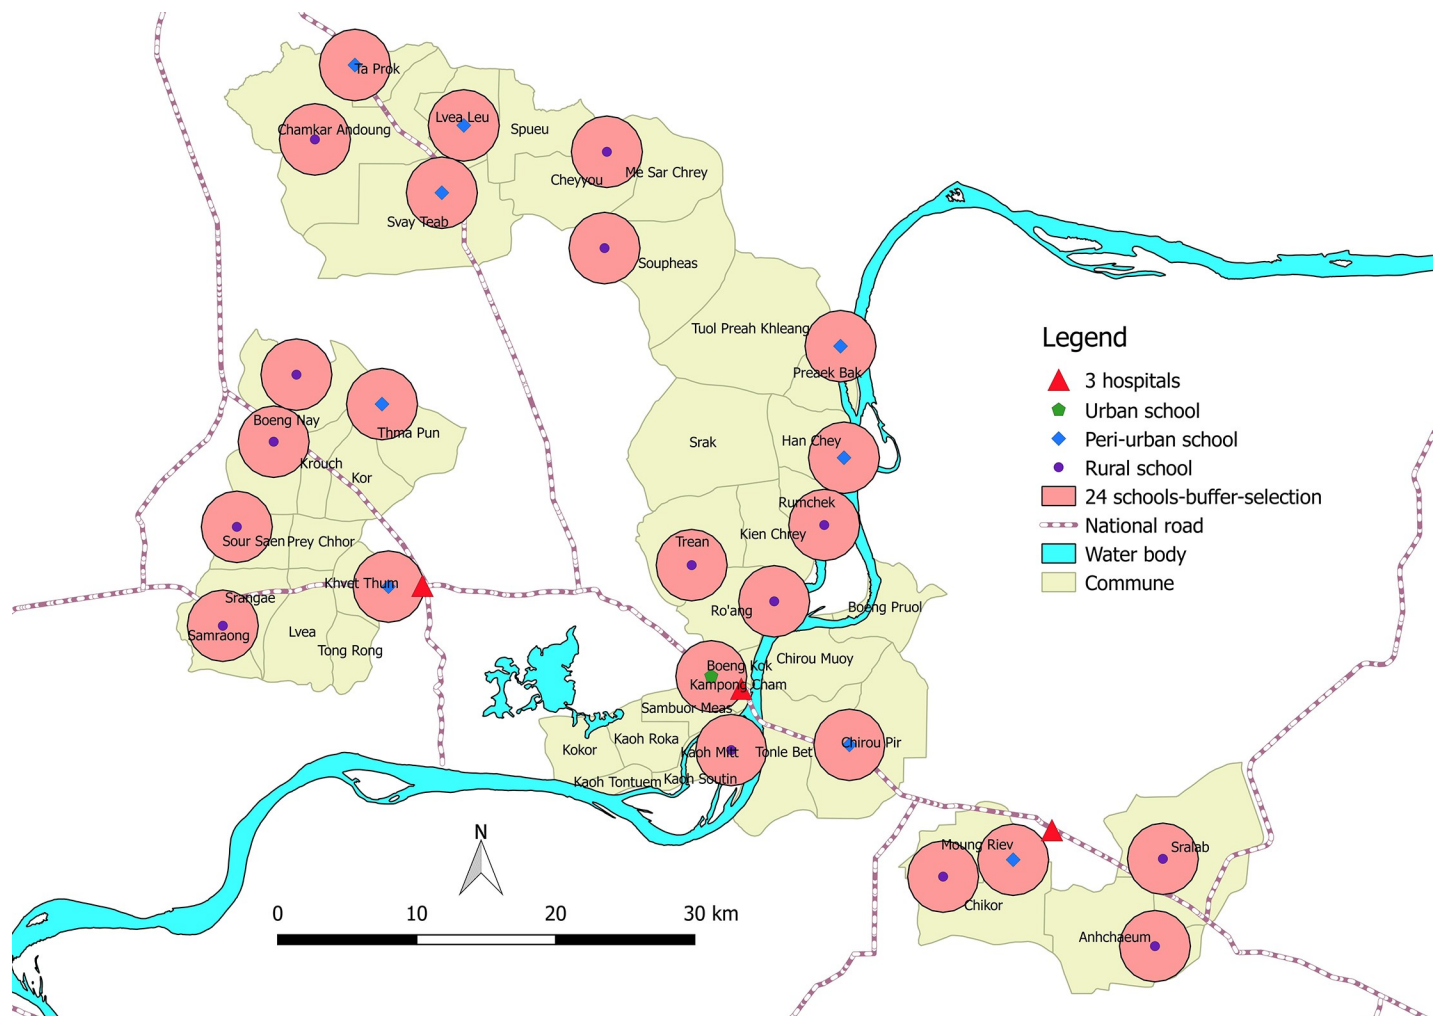 Ta Prok
Lvea Leu
Chamkar Andoung
Spueu
Me Sar Chrey
Cheyyou
Svay Teab
Soupheas
Tuol Preah Khleang
Preaek Bak
Legend
3 hospitals
Urban school
Peri-urban school
Rural school
24 schools-buffer-selection
National road
Water body
Commune
Boeng Nay
Thma Pun
Krouch
Kor
Srak
Han Chey
Rumchek
Kien Chrey
Trean
Sour Saen
Prey Chhor
Khvet Thum
Srangae
Samraong
Lvea
Tong Rong
Ro'ang
Boeng Pruol
Boeng Kok
Chirou Muoy
Kampong Cham
Sambuor Meas
Kaoh Roka
Kokor
Kaoh Mitt
Tonle Bet
Chirou Pir
Kaoh Tontuem
Kaoh Soutin
Moung Riev
Sralab
Chikor
Anhchaeum
N
0 10 20 30 km